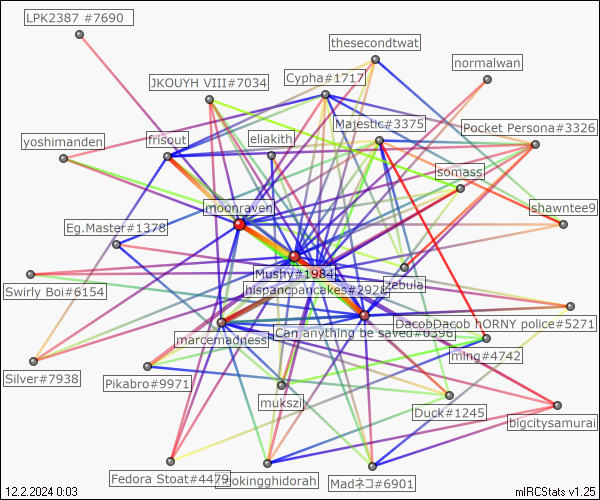 LPK2387 #7690
thesecondtwat
normalwan
JKOUYH VIII#7034
Cypha#1717
Majestic#3375
Pocket Persona#3326
yoshimanden
frisout
eliakith
somass
moonraven
shawntee9
Eg.Master#1378
Mushy#1984
zebula
Swirly Boi#6154
hispancpancakes#2928
DacobDacob hORNY police#5271
marcemadness
Can anything be saved#0396
ming#4742
Silver#7938
Pikabro#9971
mukszi
Duck#1245
bigcitysamurai
Fedora Stoat#4479
okingghidorah
Madネコ#6901
12.2.2024 0:03
mIRCStats v1.25